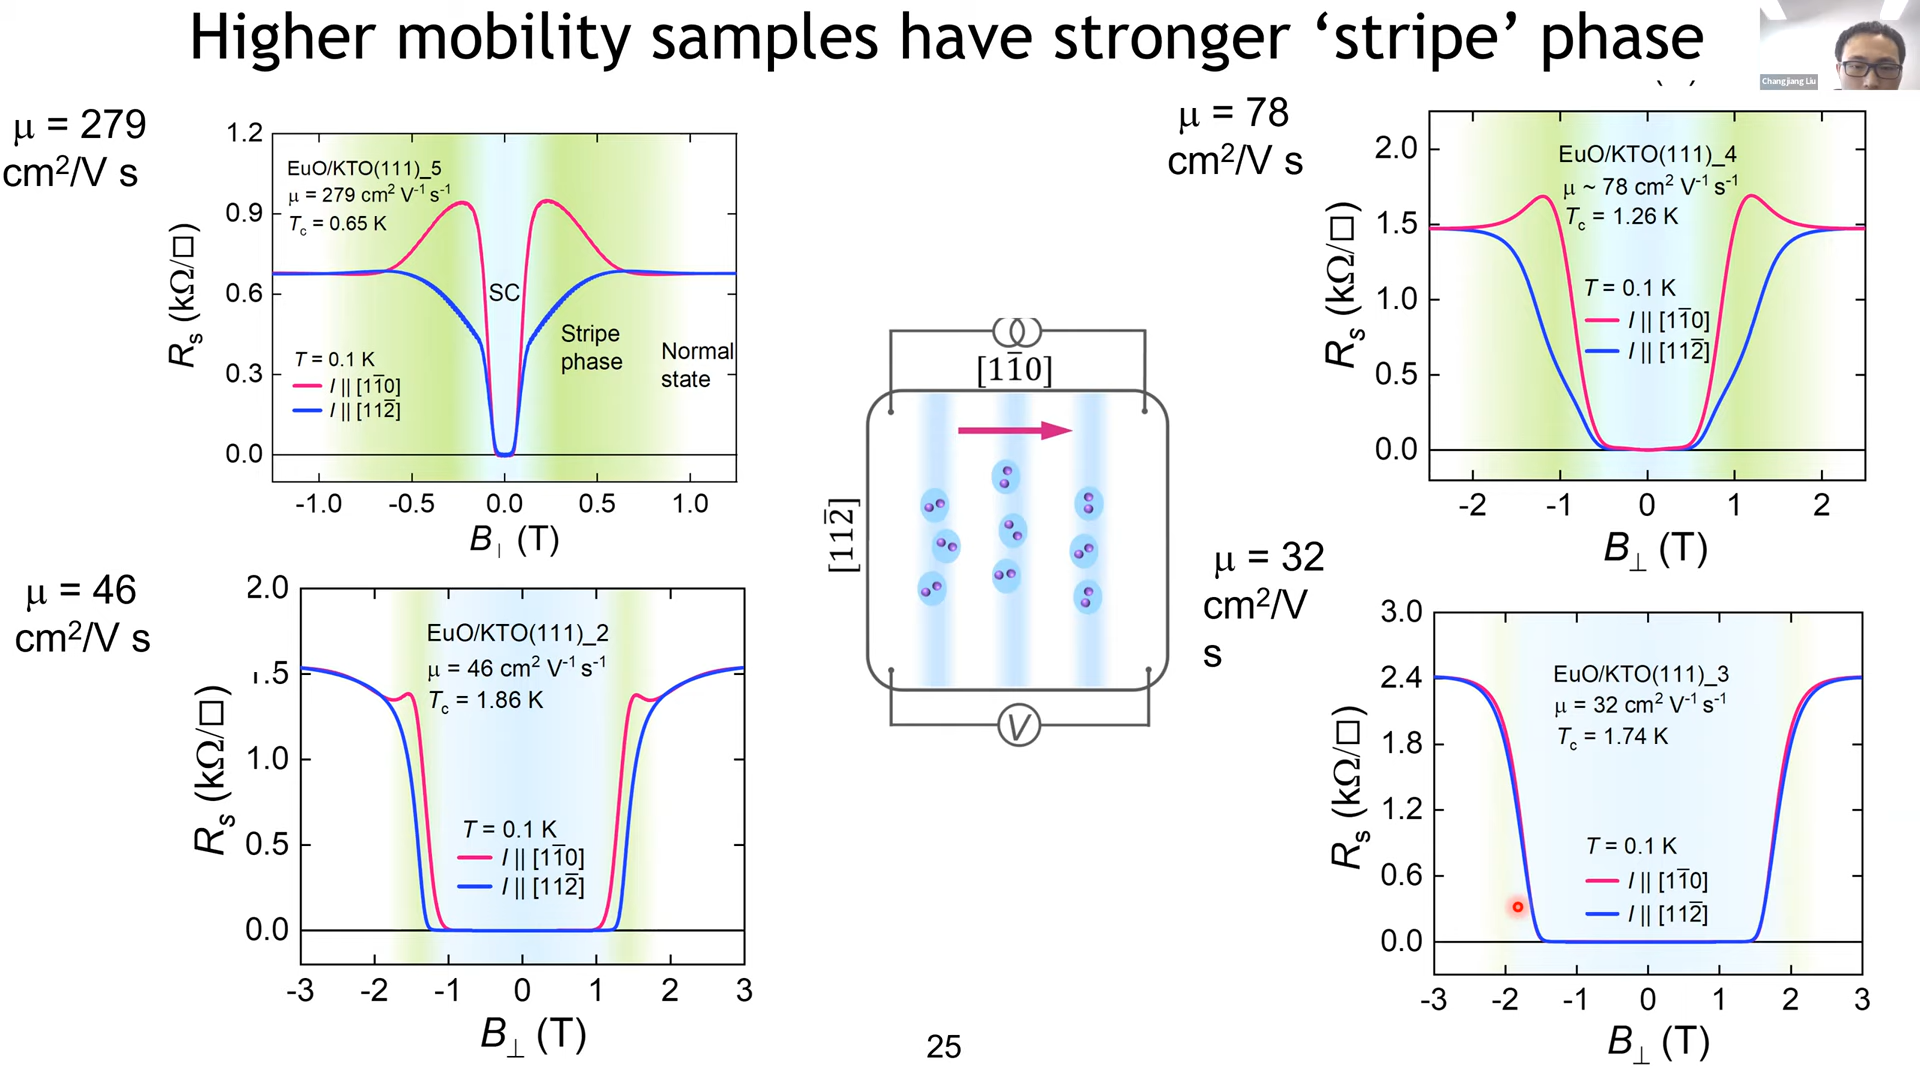 Higher mobility samples have stronger ‘stripe’ phase
Changjiang Liu
μ = 279
cm²/V s
1.2
0.9
0.6
0.3
0.0
Rs (kΩ/□)
EuO/KTO(111)_5
μ = 279 cm² V⁻¹ s⁻¹
Tc = 0.65 K
SC
Stripe
phase
Normal
state
T = 0.1 K
I || [11̅0]
I || [112̅]
-1.0 -0.5 0.0 0.5 1.0
B⊥ (T)
μ = 78
cm²/V s
2.0
1.5
1.0
0.5
0.0
Rs (kΩ/□)
EuO/KTO(111)_4
μ ~ 78 cm² V⁻¹ s⁻¹
Tc = 1.26 K
T = 0.1 K
I || [11̅0]
I || [112̅]
-2 -1 0 1 2
B⊥ (T)
[11̅0]
[112̅]
V
μ = 46
cm²/V s
2.0
1.5
1.0
0.5
0.0
Rs (kΩ/□)
EuO/KTO(111)_2
μ = 46 cm² V⁻¹ s⁻¹
Tc = 1.86 K
T = 0.1 K
I || [11̅0]
I || [112̅]
-3 -2 -1 0 1 2 3
B⊥ (T)
μ = 32
cm²/V
s
3.0
2.4
1.8
1.2
0.6
0.0
Rs (kΩ/□)
EuO/KTO(111)_3
μ = 32 cm² V⁻¹ s⁻¹
Tc = 1.74 K
T = 0.1 K
I || [11̅0]
I || [112̅]
-3 -2 -1 0 1 2 3
B⊥ (T)
25